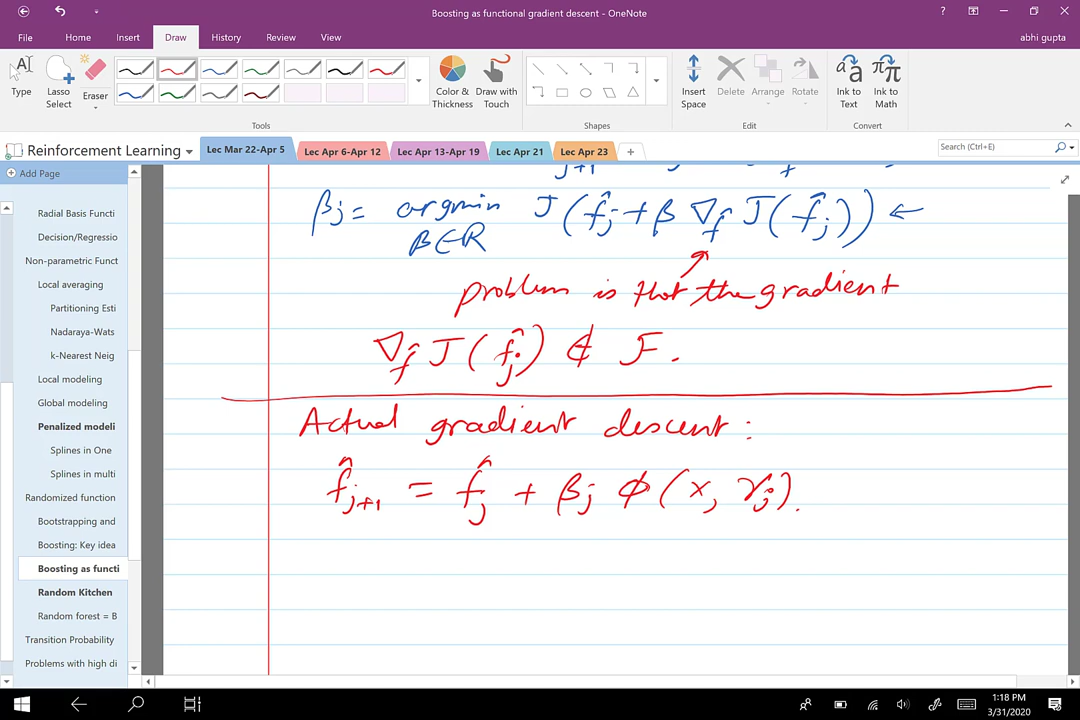 Boosting as functional gradient descent - OneNote
File Home Insert Draw History Review View abhi gupta
Type Lasso Select Eraser Color & Thickness Draw with Touch Insert Space Delete Arrange Rotate Ink to Text Ink to Math
Tools Shapes Edit Convert
Reinforcement Learning Lec Mar 22-Apr 5 Lec Apr 6-Apr 12 Lec Apr 13-Apr 19 Lec Apr 21 Lec Apr 23 Search (Ctrl+E)
Add Page
Radial Basis Functi
Decision/Regressio
Non-parametric Funct
Local averaging
Partitioning Esti
Nadaraya-Wats
k-Nearest Neig
Local modeling
Global modeling
Penalized modeli
Splines in One
Splines in multi
Randomized function
Bootstrapping and
Boosting: Key idea
Boosting as functi
Random Kitchen
Random forest = B
Transition Probability
Problems with high di
βj = argmin J(f̂j + β ∇f J(f̂j)) ←
β∈R
problem is that the gradient
∇f J(f̂j) ∉ F.
Actual gradient descent :
f̂j+1 = f̂j + βj φ(x, γj).
1:18 PM
3/31/2020